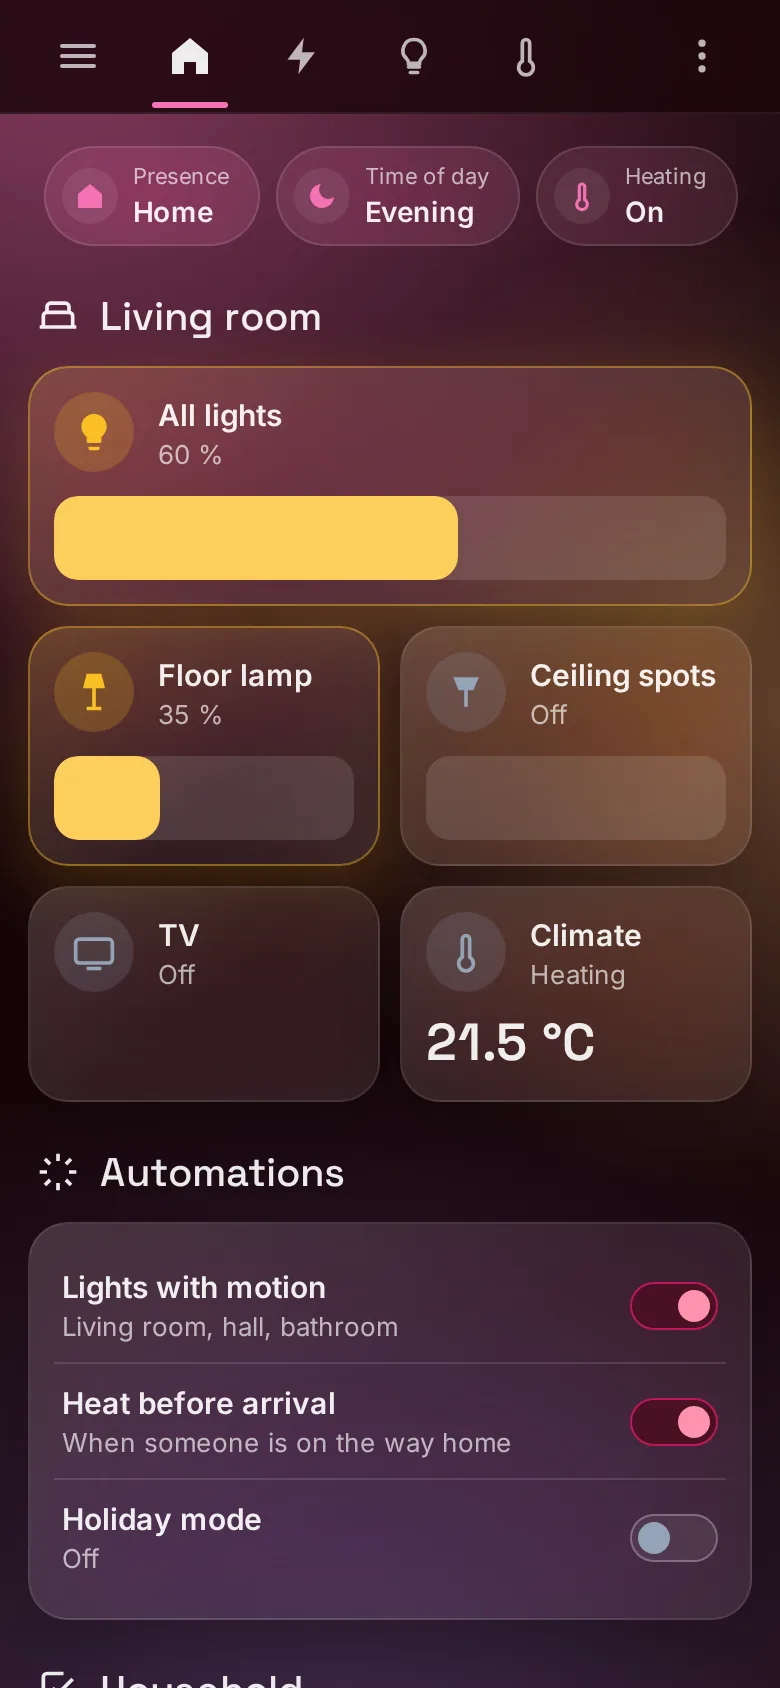 Presence
Home
Time of day
Evening
Heating
On
Living room
All lights
60 %
Floor lamp
35 %
Ceiling spots
Off
TV
Off
Climate
Heating
21.5 °C
Automations
Lights with motion
Living room, hall, bathroom
Heat before arrival
When someone is on the way home
Holiday mode
Off
Household